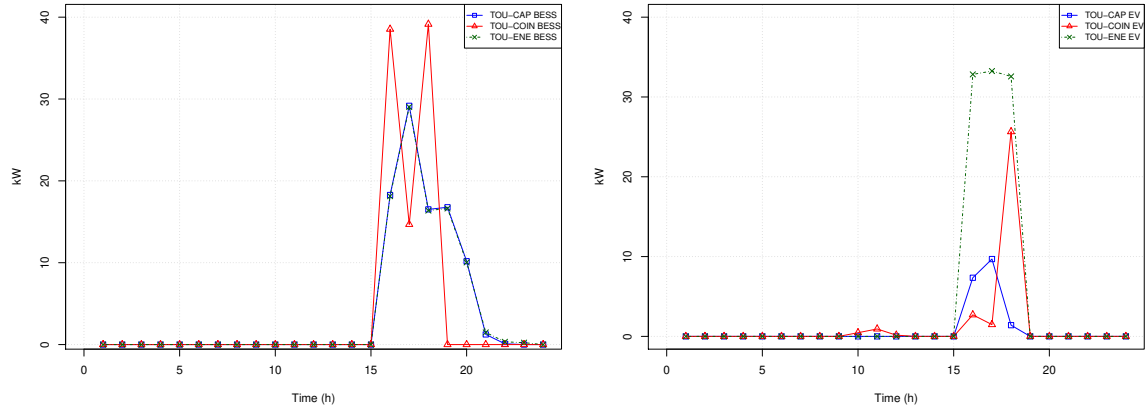 TOU−CAP BESS
TOU−COIN BESS
TOU−ENE BESS
40
30
20
10
0
kW
0 5 10 15 20
Time (h)
TOU−CAP EV
TOU−COIN EV
TOU−ENE EV
40
30
20
10
0
kW
0 5 10 15 20
Time (h)